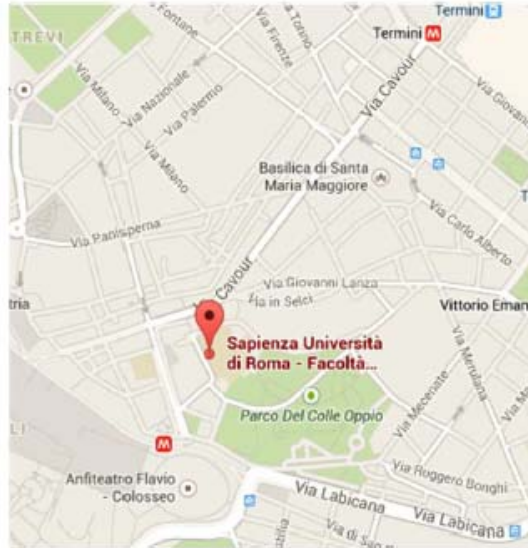 Termini
TREVI
Termini M
Via Nazionale
Via Firenze
Via Torino
Via Cavour
Via Giovanni
Via Milano
Via Palermo
Via Milano
Basilica di Santa
Maria Maggiore
Via Panisperna
Via Carlo Alberto
Via Cavour
Via Giovanni Lanza
Via in Selci
tria
Vittorio Eman
Sapienza Università
di Roma - Facoltà...
Via Merulana
Via Mecenate
Parco Del Colle Oppio
LI
M
Anfiteatro Flavio
- Colosseo
Via Ruggero Bonghi
Via Labicana
Via Labicana
Via di San